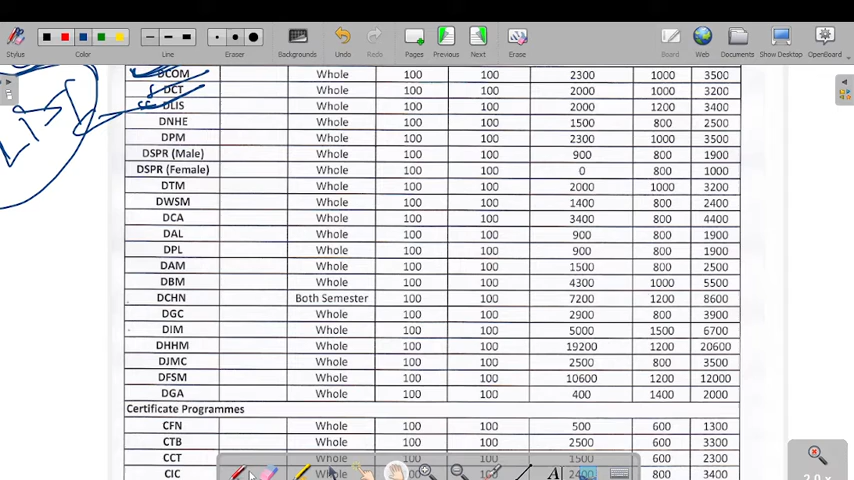 Stylus Color Line Eraser Backgrounds Undo Pages Previous Next Erase Board Web Documents Show Desktop OpenBoard
DCOM Whole 100 100 2300 1000 3500
DCT Whole 100 100 2000 1000 3200
DLIS Whole 100 100 2000 1200 3400
DNHE Whole 100 100 1500 800 2500
DPM Whole 100 100 2300 1000 3500
DSPR (Male) Whole 100 100 900 800 1900
DSPR (Female) Whole 100 100 0 800 1000
DTM Whole 100 100 2000 1000 3200
DWSM Whole 100 100 1400 800 2400
DCA Whole 100 100 3400 800 4400
DAL Whole 100 100 900 800 1900
DPL Whole 100 100 900 800 1900
DAM Whole 100 100 1500 800 2500
DBM Whole 100 100 4300 1000 5500
DCHN Both Semester 100 100 7200 1200 8600
DGC Whole 100 100 2900 800 3900
DIM Whole 100 100 5000 1500 6700
DHHM Whole 100 100 19200 1200 20600
DJMC Whole 100 100 2500 800 3500
DFSM Whole 100 100 10600 1200 12000
DGA Whole 100 100 400 1400 2000
Certificate Programmes
CFN Whole 100 100 500 600 1300
CTB Whole 100 100 2500 600 3300
CCT Whole 100 100 1500 600 2300
CIC Whole 100 100 2400 800 3400
LIST
2.0 x